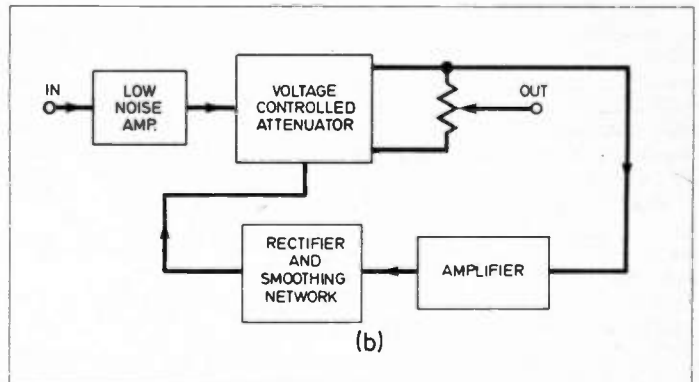 IN
LOW
NOISE
AMP.
VOLTAGE
CONTROLLED
ATTENUATOR
OUT
RECTIFIER
AND
SMOOTHING
NETWORK
AMPLIFIER
(b)